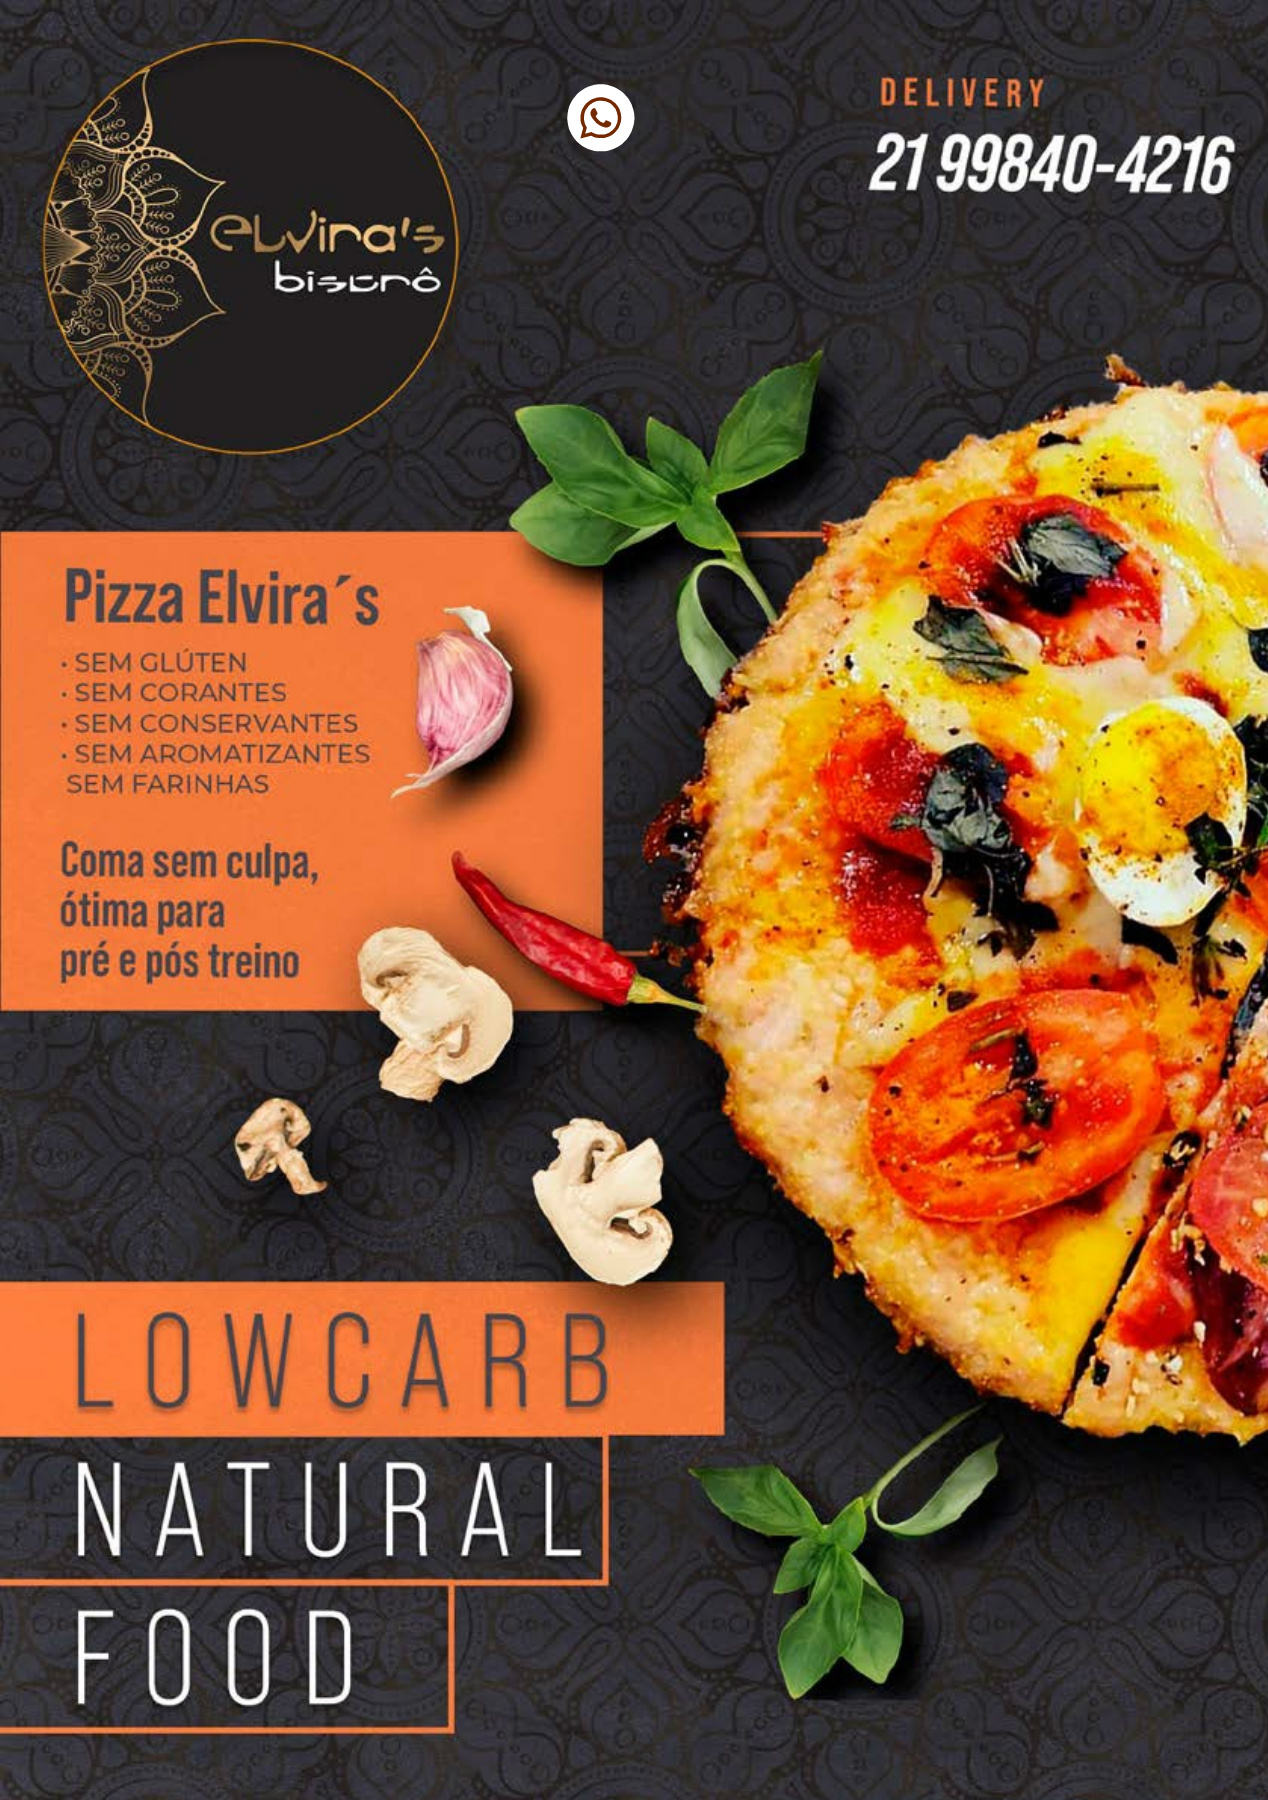 elvira's
bistrô
DELIVERY
21 99840-4216
Pizza Elvira´s
· SEM GLÚTEN
· SEM CORANTES
· SEM CONSERVANTES
· SEM AROMATIZANTES
SEM FARINHAS
Coma sem culpa,
ótima para
pré e pós treino
LOWCARB
NATURAL
FOOD